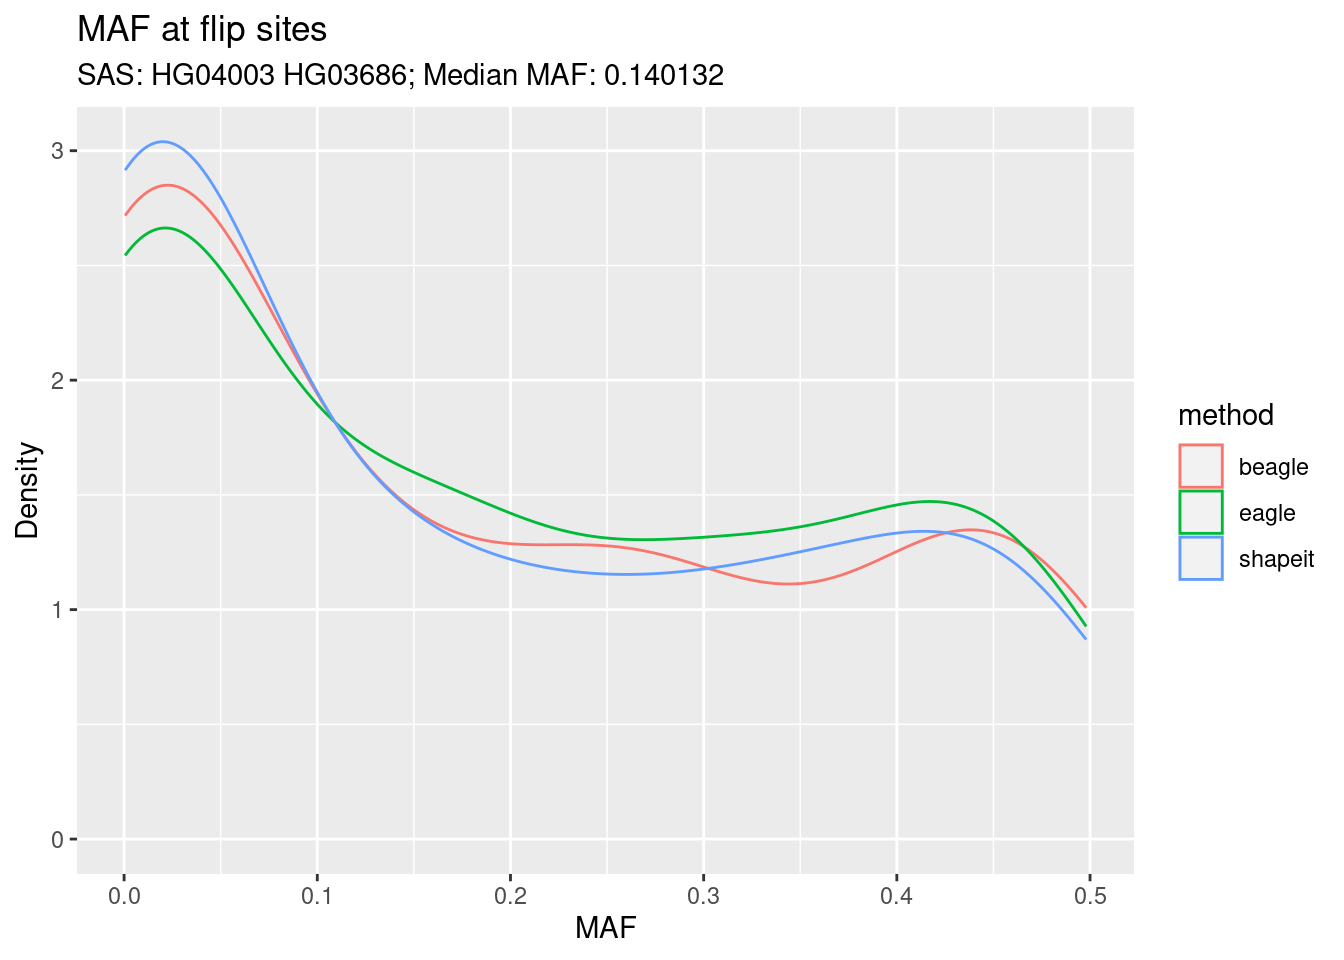 MAF at flip sites
SAS: HG04003 HG03686; Median MAF: 0.140132
3
2
1
0
Density
0.0 0.1 0.2 0.3 0.4 0.5
MAF
method
beagle
eagle
shapeit